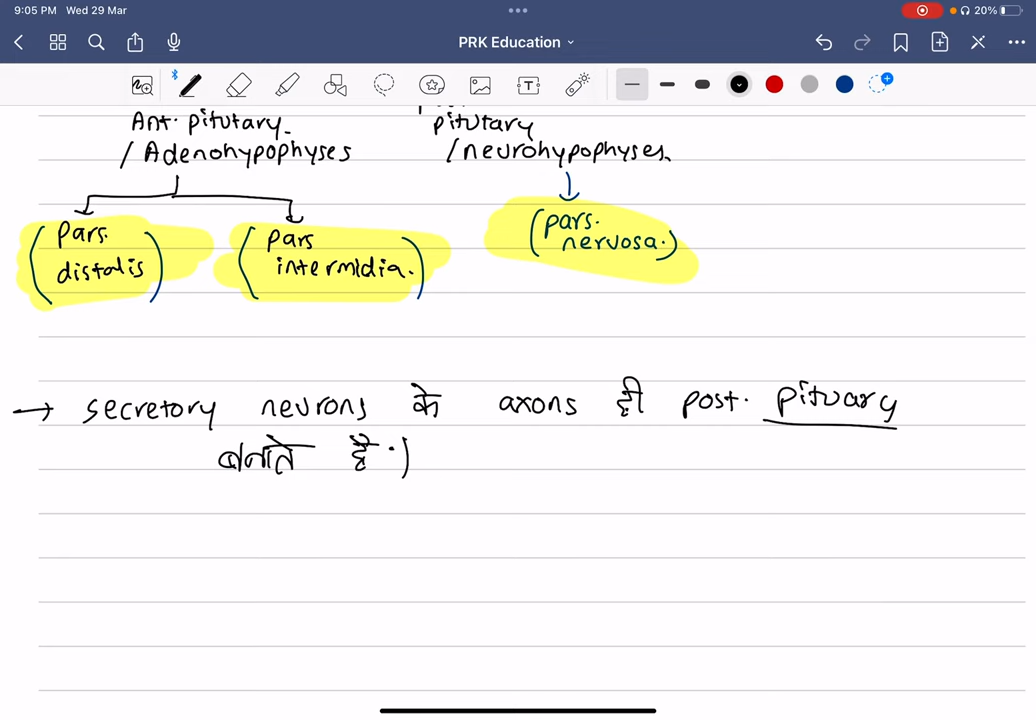 9:05 PM Wed 29 Mar
20%
PRK Education
Ant. pitutary.
pitutary
/ Adenohypophyses
/neurohypophyses.
(pars. distalis)
(pars intermidia.)
(pars. nervosa.)
→ secretory neurons के axons ही post. pituary
बनाते है.)